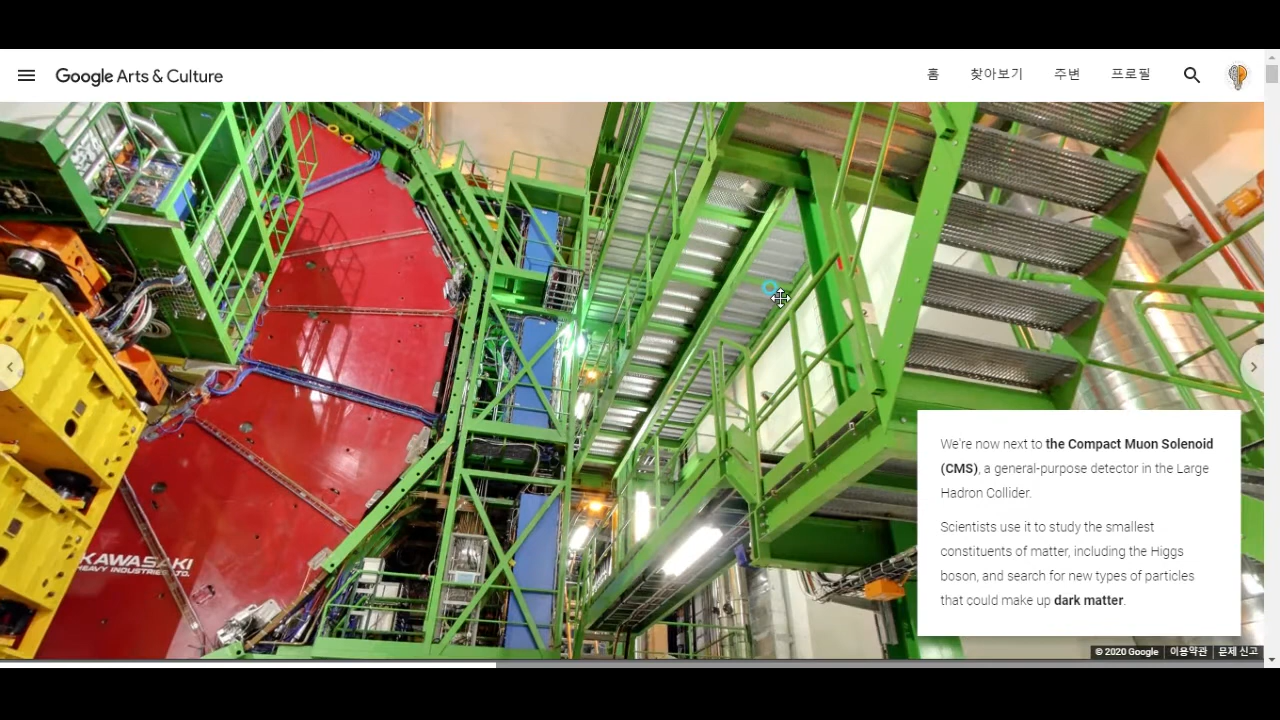 Google Arts & Culture
홈 찾아보기 주변 프로필
KAWASAKI
HEAVY INDUSTRIES LTD.
We're now next to the Compact Muon Solenoid
(CMS), a general-purpose detector in the Large
Hadron Collider.
Scientists use it to study the smallest
constituents of matter, including the Higgs
boson, and search for new types of particles
that could make up dark matter.
© 2020 Google 이용약관 문제 신고